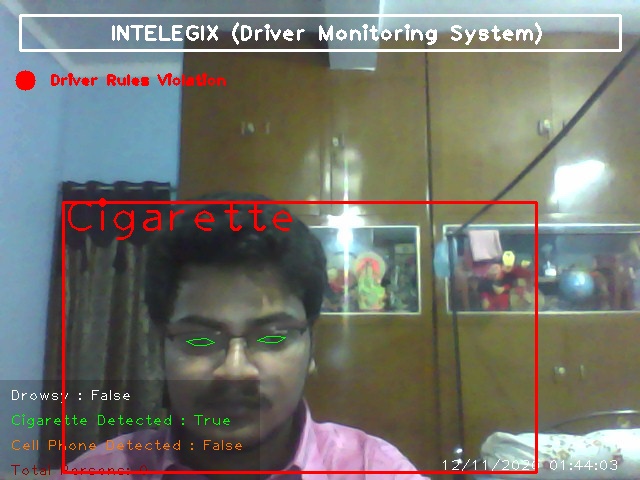 INTELEGIX (Driver Monitoring System)
Driver Rules Violation
Cigarette
Drowsy : False
Cigarette Detected : True
Cell Phone Detected : False
Total Persons:
01:44:03